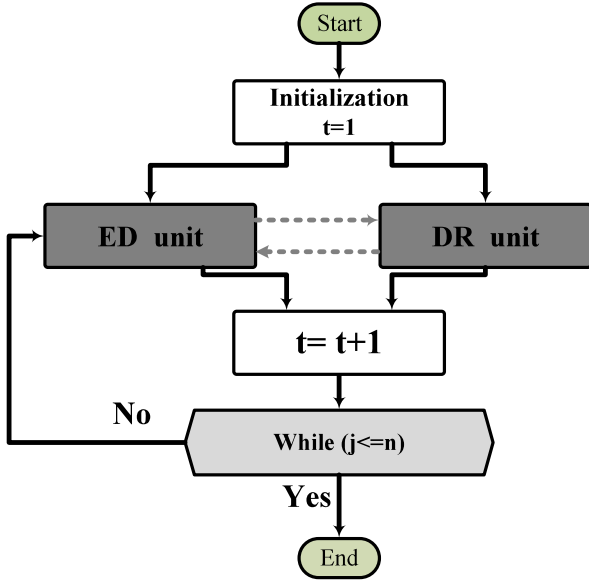 Start
Initialization
t=1
ED unit
DR unit
t= t+1
No
While (j<=n)
Yes
End